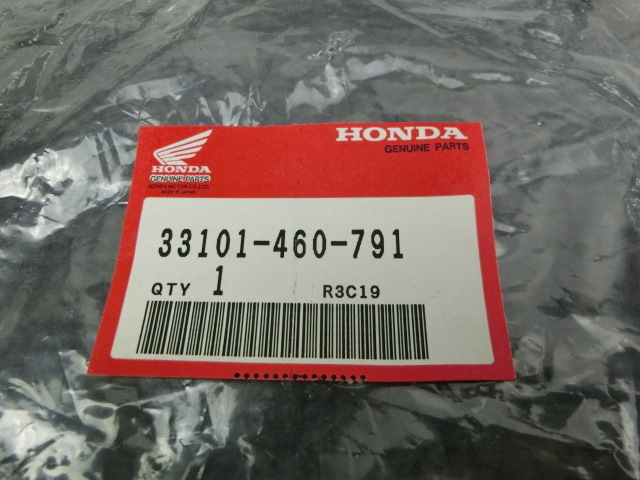 HONDA
GENUINE PARTS
HONDA MOTOR CO.,LTD.
MADE IN JAPAN
HONDA
GENUINE PARTS
33101-460-791
QTY 1 R3C19